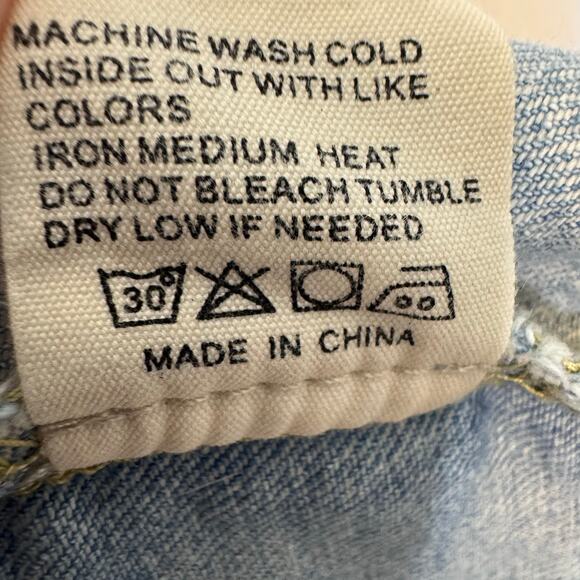 MACHINE WASH COLD
INSIDE OUT WITH LIKE
COLORS
IRON MEDIUM HEAT
DO NOT BLEACH TUMBLE
DRY LOW IF NEEDED
30°
MADE IN CHINA